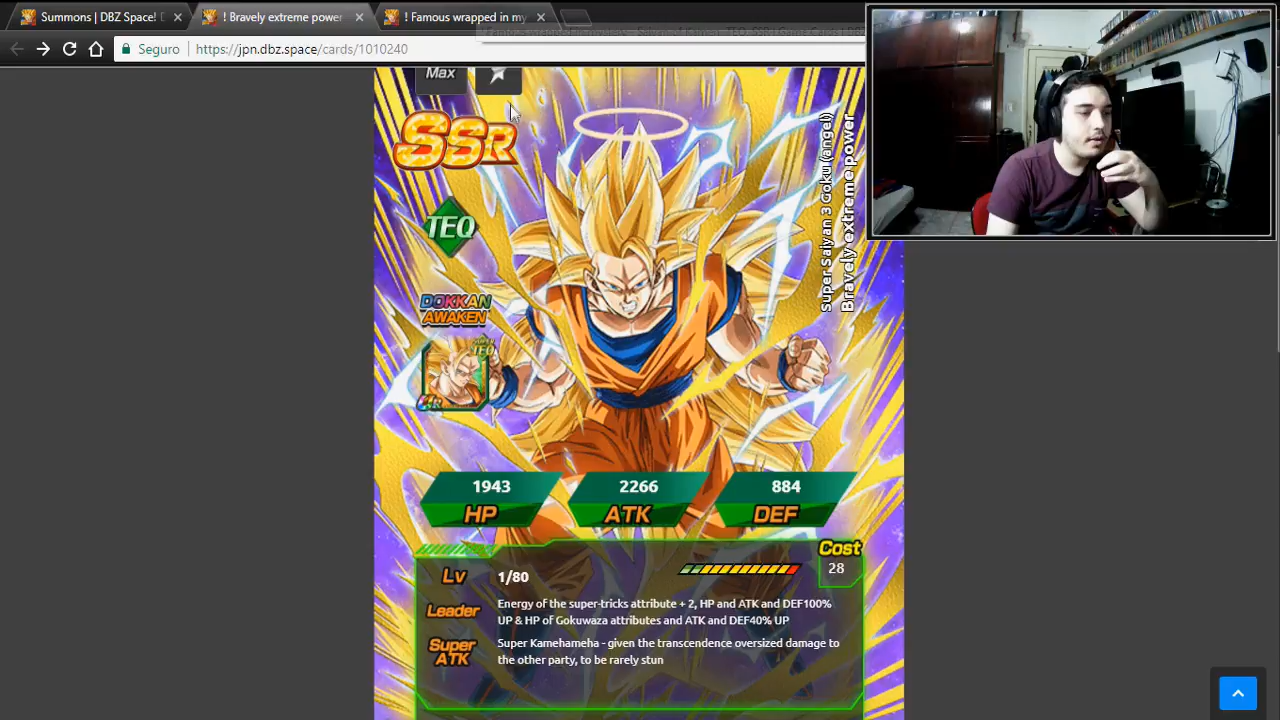 Summons | DBZ Space! D
! Bravely extreme power
! Famous wrapped in my
Seguro
https://jpn.dbz.space/cards/1010240
Max
SSR
TEQ
DOKKAN
AWAKEN
SUPER
TEQ
UR
Super Saiyan 3 Goku (angel)
Bravely extreme power
1943
HP
2266
ATK
884
DEF
Cost
28
Lv
1/80
Leader
Energy of the super-tricks attribute + 2, HP and ATK and DEF100%
UP & HP of Gokuwaza attributes and ATK and DEF40% UP
Super
ATK
Super Kamehameha - given the transcendence oversized damage to
the other party, to be rarely stun